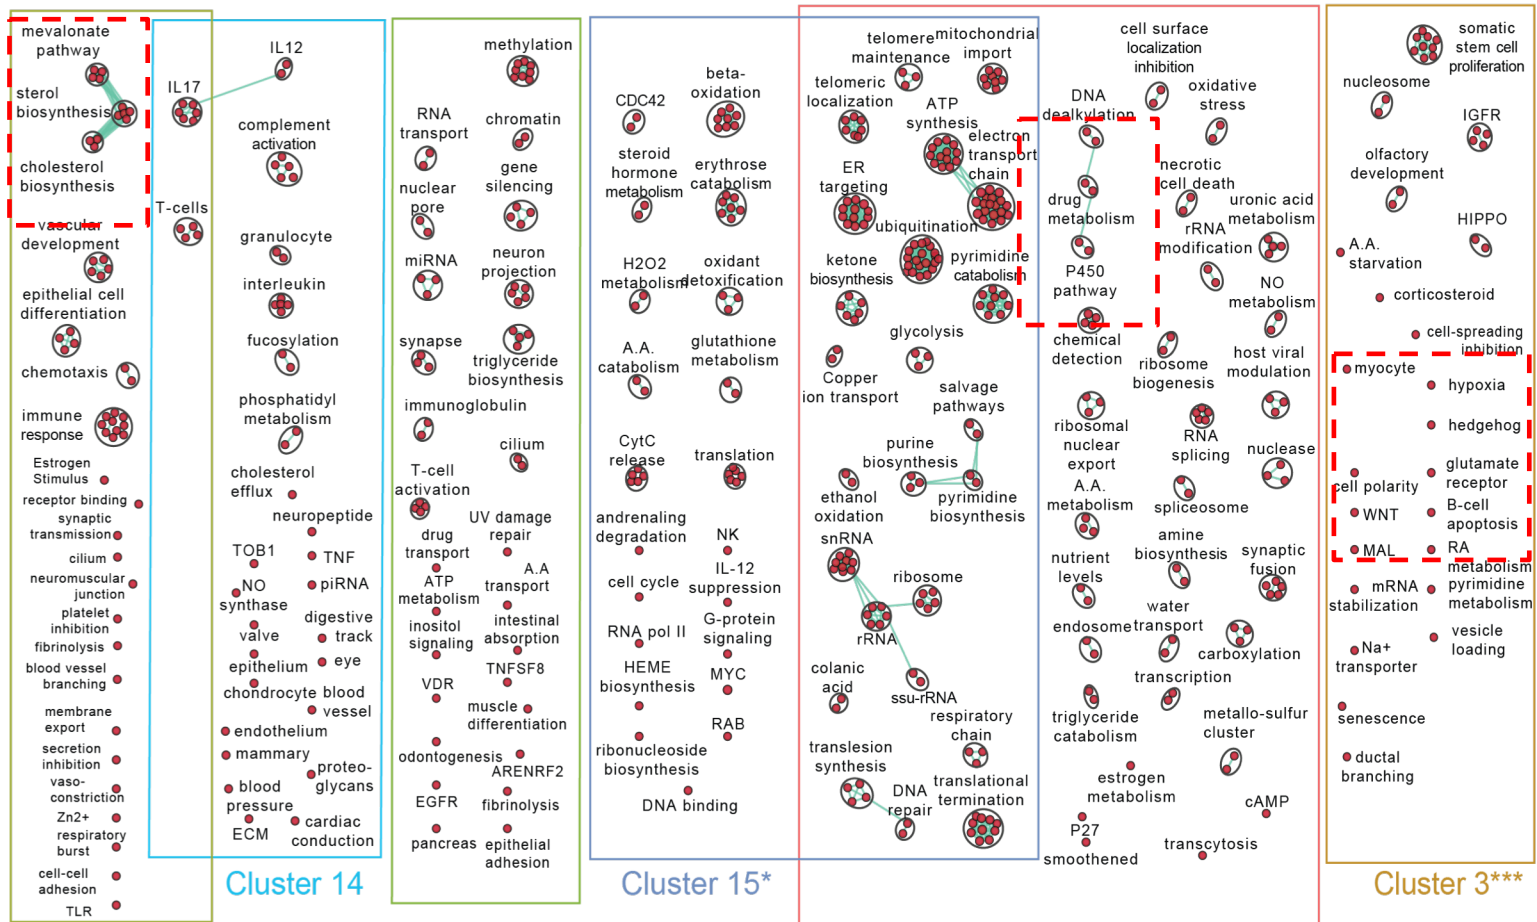 mevalonate
pathway
sterol
biosynthesis
cholesterol
biosynthesis
vascular
development
epithelial cell
differentiation
chemotaxis
immune
response
Estrogen
Stimulus
receptor binding
synaptic
transmission
cilium
neuromuscular
junction
platelet
inhibition
fibrinolysis
blood vessel
branching
membrane
export
secretion
inhibition
vaso-
constriction
Zn2+
respiratory
burst
cell-cell
adhesion
TLR
IL12
IL17
complement
activation
T-cells
granulocyte
interleukin
fucosylation
phosphatidyl
metabolism
cholesterol
efflux
neuropeptide
TOB1
TNF
NO
synthase
piRNA
digestive
track
valve
eye
epithelium
chondrocyte
blood
vessel
endothelium
mammary
proteo-
glycans
blood
pressure
ECM
cardiac
conduction
Cluster 14
methylation
RNA
transport
chromatin
gene
silencing
nuclear
pore
miRNA
neuron
projection
synapse
triglyceride
biosynthesis
immunoglobulin
cilium
T-cell
activation
UV damage
repair
drug
transport
A.A
transport
ATP
metabolism
inositol
signaling
intestinal
absorption
TNFSF8
VDR
muscle
differentiation
odontogenesis
ARENRF2
EGFR
fibrinolysis
pancreas
epithelial
adhesion
beta-
oxidation
CDC42
steroid
hormone
metabolism
erythrose
catabolism
H2O2
metabolism
oxidant
detoxification
A.A.
catabolism
glutathione
metabolism
CytC
release
translation
andrenaling
degradation
NK
IL-12
suppression
cell cycle
G-protein
signaling
RNA pol II
HEME
biosynthesis
MYC
RAB
ribonucleoside
biosynthesis
DNA binding
Cluster 15*
telomere
maintenance
mitochondrial
import
telomeric
localization
ATP
synthesis
electron
transport
chain
ER
targeting
ubiquitination
ketone
biosynthesis
pyrimidine
catabolism
glycolysis
Copper
ion transport
salvage
pathways
purine
biosynthesis
ethanol
oxidation
pyrimidine
biosynthesis
snRNA
ribosome
rRNA
colanic
acid
ssu-rRNA
respiratory
chain
translesion
synthesis
DNA
repair
translational
termination
cell surface
localization
inhibition
DNA
dealkylation
oxidative
stress
necrotic
cell death
drug
metabolism
uronic acid
metabolism
rRNA
modification
P450
pathway
NO
metabolism
chemical
detection
ribosome
biogenesis
host viral
modulation
ribosomal
nuclear
export
RNA
splicing
nuclease
A.A.
metabolism
spliceosome
amine
biosynthesis
nutrient
levels
synaptic
fusion
water
transport
endosome
carboxylation
transcription
triglyceride
catabolism
metallo-sulfur
cluster
estrogen
metabolism
cAMP
P27
smoothened
transcytosis
somatic
stem cell
proliferation
nucleosome
IGFR
olfactory
development
HIPPO
A.A.
starvation
corticosteroid
cell-spreading
inhibition
myocyte
hypoxia
hedgehog
glutamate
receptor
cell polarity
WNT
B-cell
apoptosis
MAL
RA
metabolism
mRNA
stabilization
pyrimidine
metabolism
vesicle
loading
Na+
transporter
senescence
ductal
branching
Cluster 3***